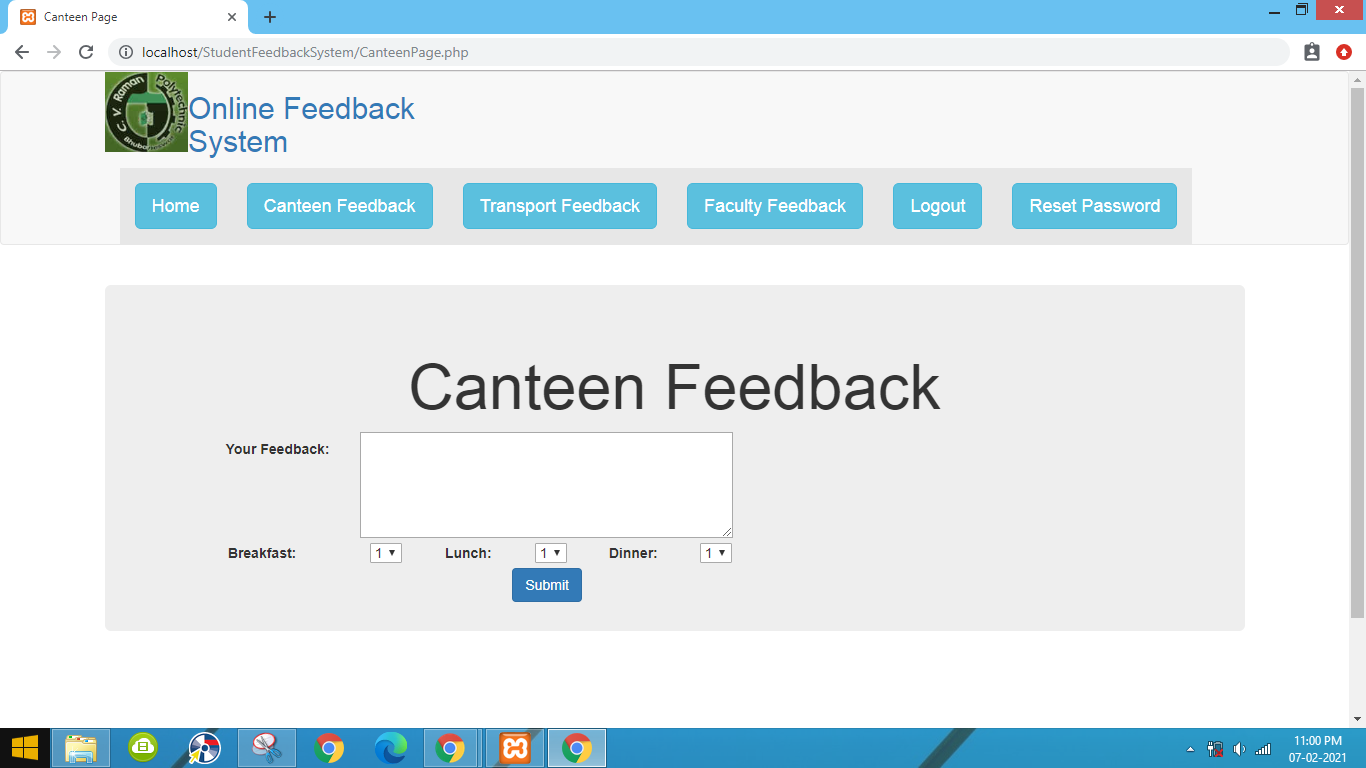 Canteen Page
localhost/StudentFeedbackSystem/CanteenPage.php
C. V. Raman Polytechnic
Online Feedback
System
Home Canteen Feedback Transport Feedback Faculty Feedback Logout Reset Password
Canteen Feedback
Your Feedback:
Breakfast: 1 Lunch: 1 Dinner: 1
Submit
11:00 PM
07-02-2021